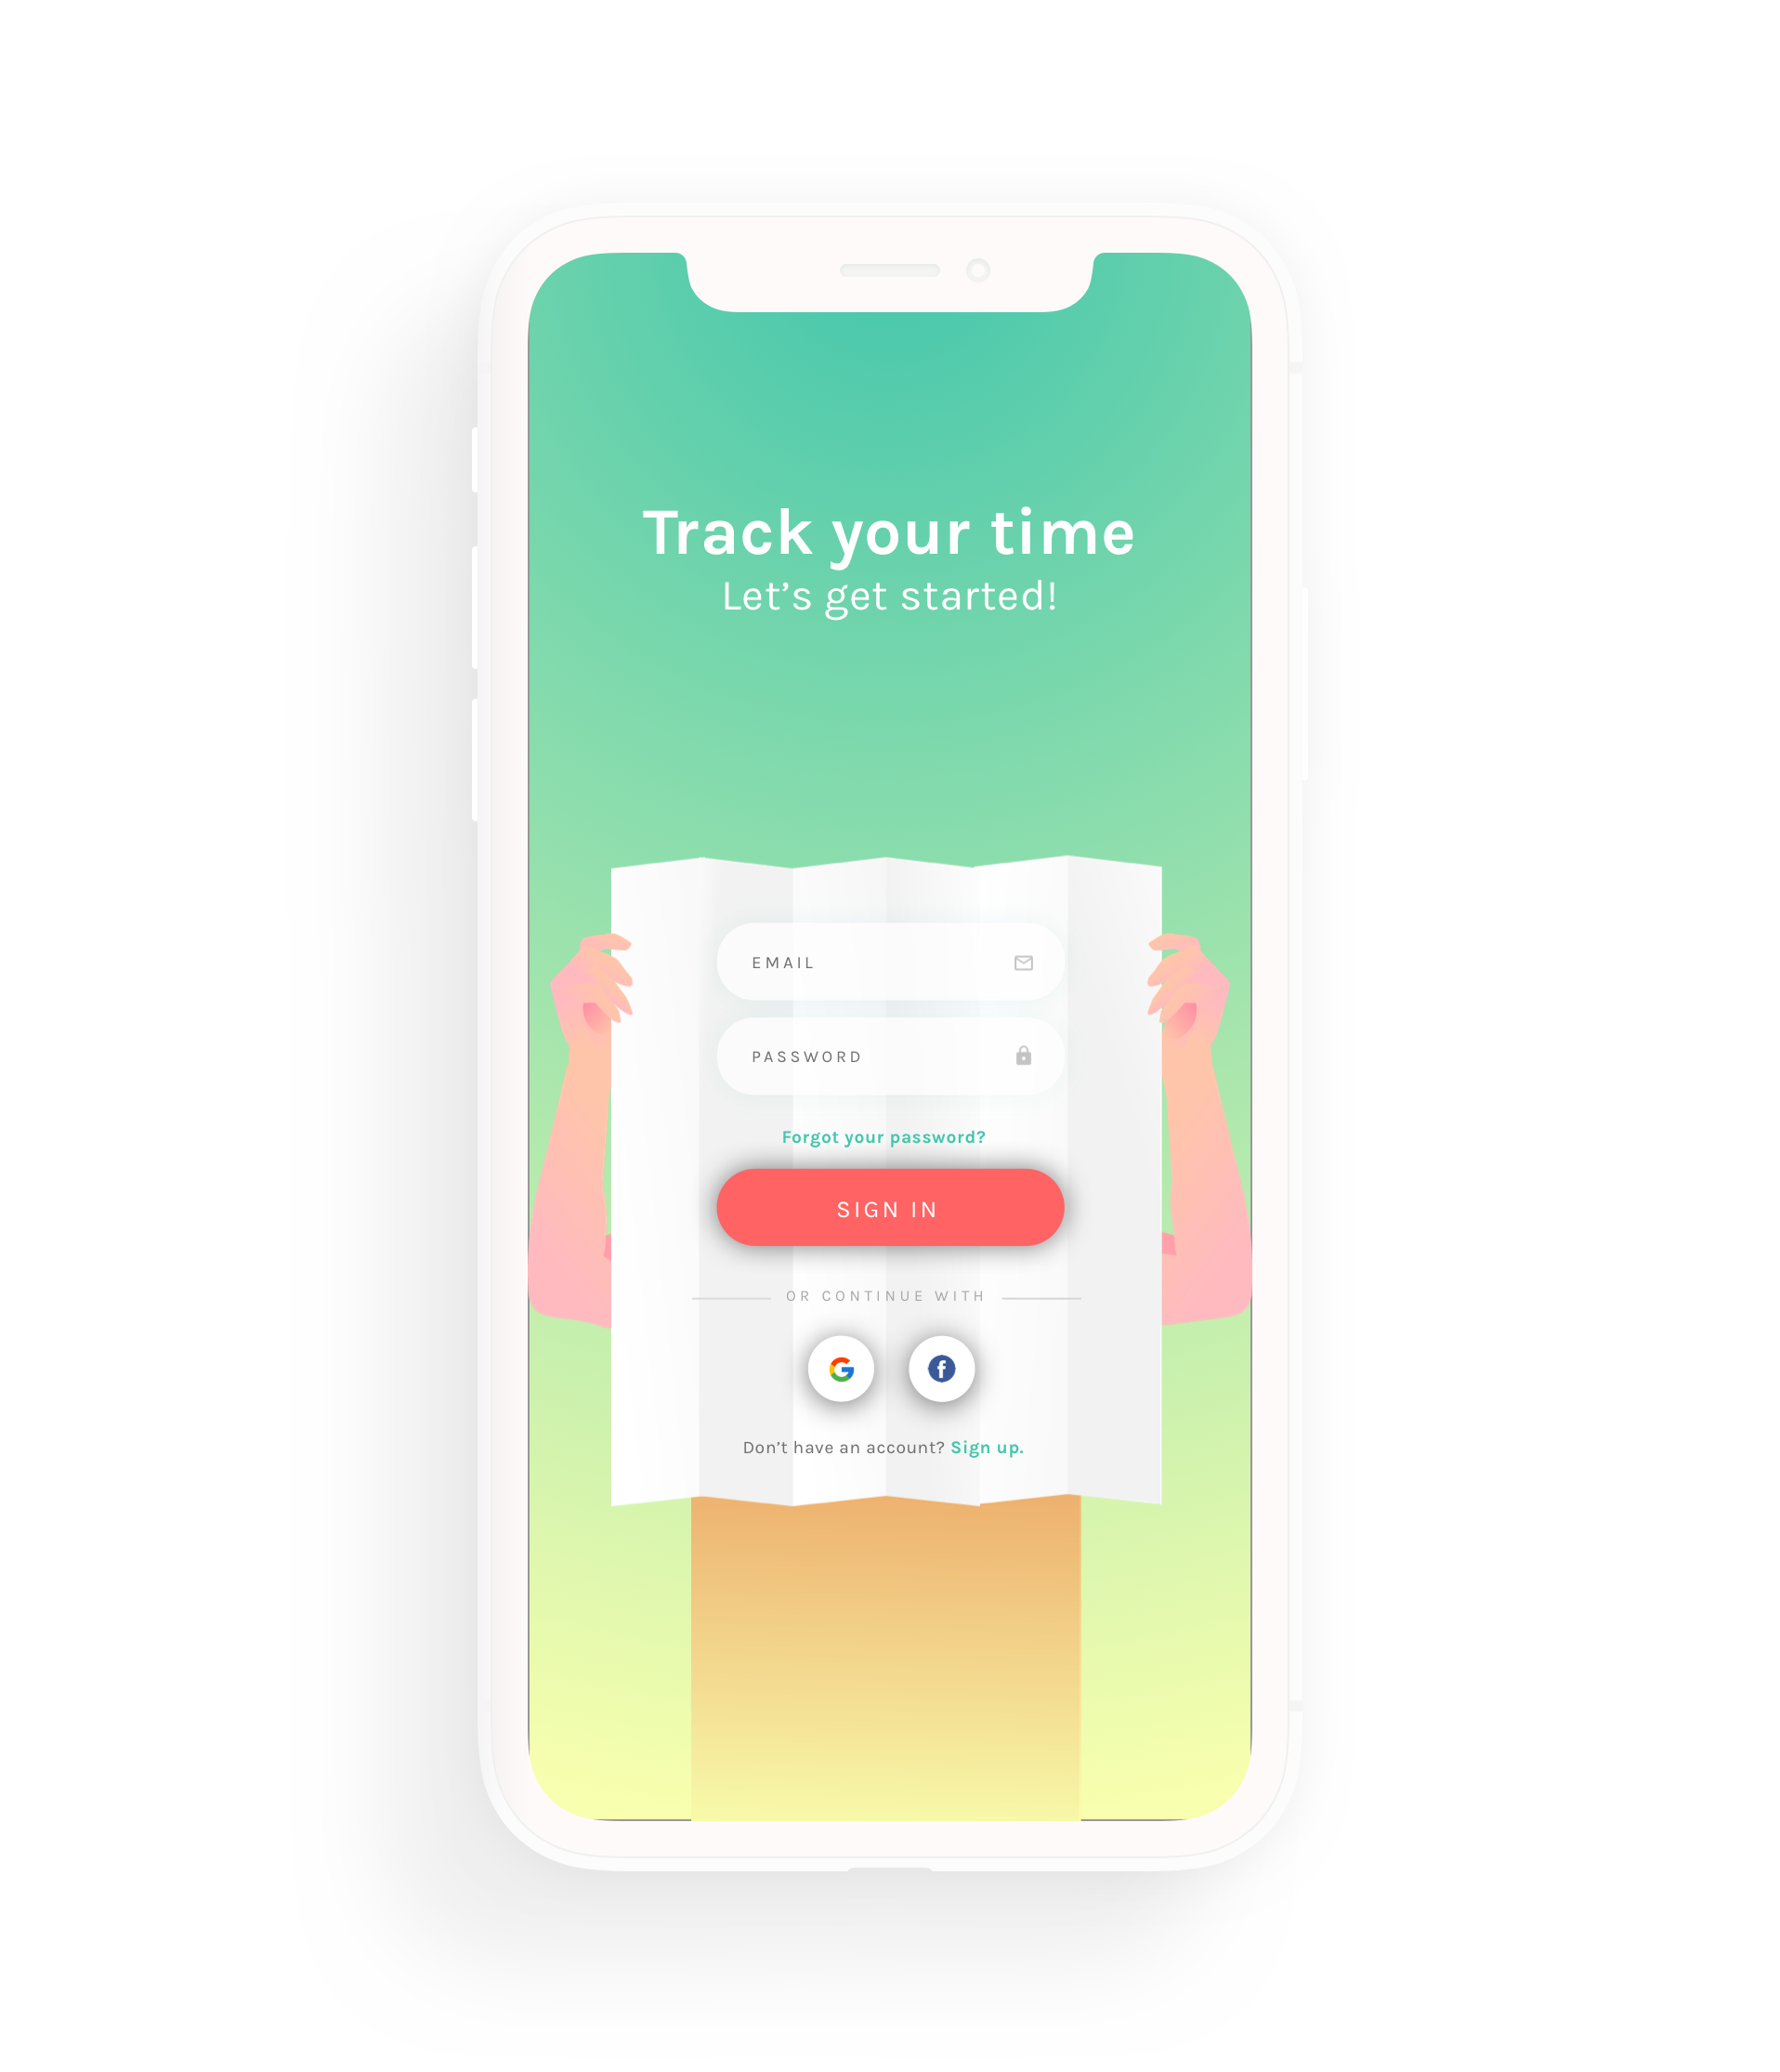 Track your time
Let’s get started!
EMAIL
PASSWORD
Forgot your password?
SIGN IN
OR CONTINUE WITH
Don’t have an account? Sign up.